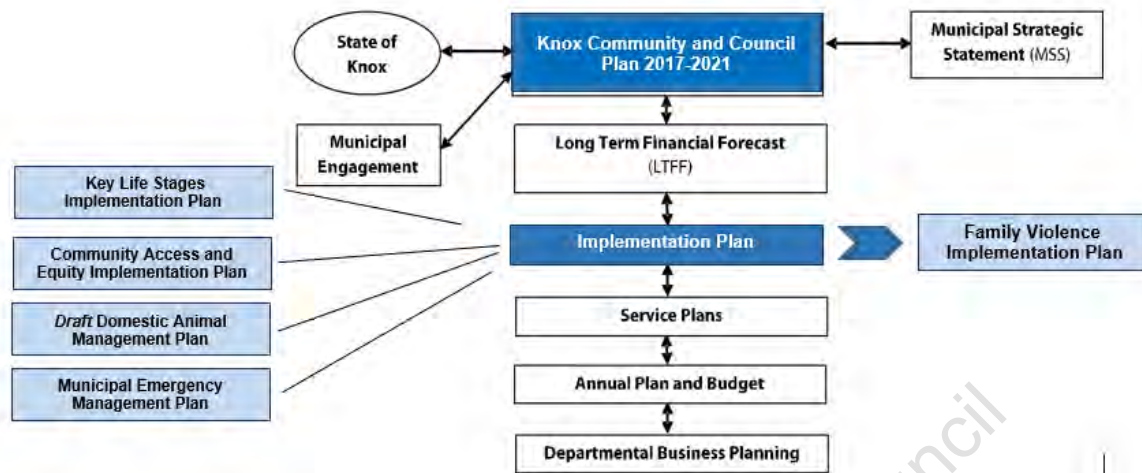 State of
Knox
Knox Community and Council
Plan 2017-2021
Municipal Strategic
Statement (MSS)
Municipal
Engagement
Long Term Financial Forecast
(LTFF)
Key Life Stages
Implementation Plan
Community Access and
Equity Implementation Plan
Draft Domestic Animal
Management Plan
Municipal Emergency
Management Plan
Implementation Plan
Family Violence
Implementation Plan
Service Plans
Annual Plan and Budget
Departmental Business Planning
ncil